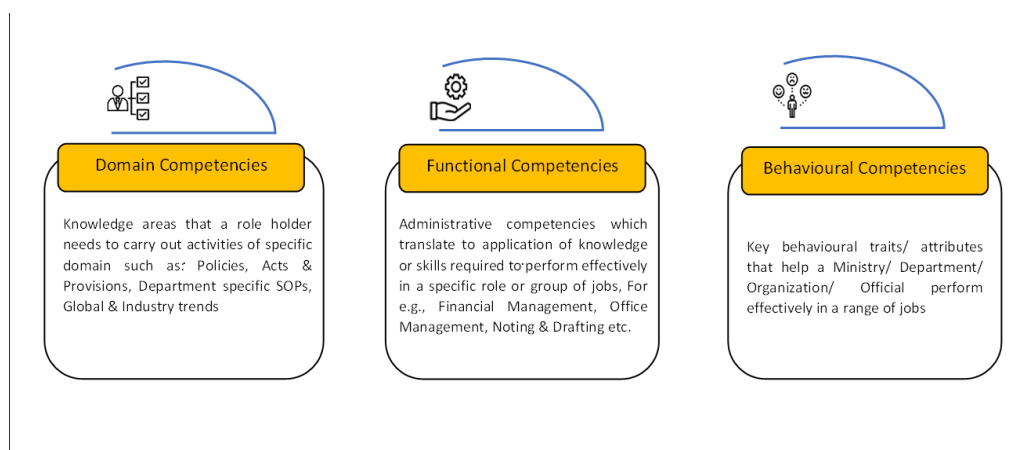 Domain Competencies
Knowledge areas that a role holder
needs to carry out activities of specific
domain such as: Policies, Acts &
Provisions, Department specific SOPs,
Global & Industry trends
Functional Competencies
Administrative competencies which
translate to application of knowledge
or skills required to perform effectively
in a specific role or group of jobs, For
e.g., Financial Management, Office
Management, Noting & Drafting etc.
Behavioural Competencies
Key behavioural traits/ attributes
that help a Ministry/ Department/
Organization/ Official perform
effectively in a range of jobs